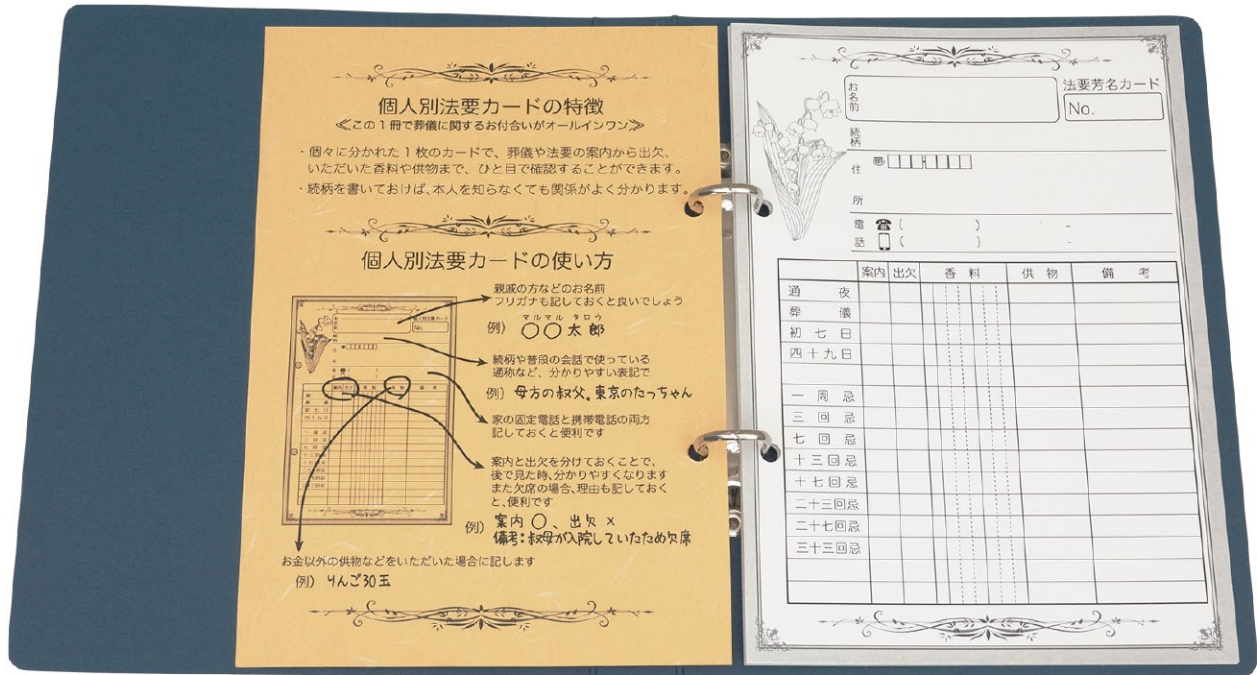 個人別法要カードの特徴
≪この1冊で葬儀に関するお付合いがオールインワン≫
・個々に分かれた1枚のカードで、葬儀や法要の案内から出欠、
いただいた香料や供物まで、ひと目で確認することができます。
・続柄を書いておけば、本人を知らなくても関係がよく分かります。
個人別法要カードの使い方
親戚の方などのお名前
フリガナも記しておくと良いでしょう
マルマル タロウ
例) 〇〇太郎
続柄や普段の会話で使っている
通称など、分かりやすい表記で
例) 母方の叔父。東京のたっちゃん
家の固定電話と携帯電話の両方
記しておくと便利です
案内と出欠を分けておくことで、
後で見た時、分かりやすくなります
また欠席の場合、理由も記しておく
と、便利です
例) 案内 〇、出欠 ×
備考:叔母が入院していたため欠席
お金以外の供物などをいただいた場合に記します
例) りんご30玉
法要芳名カード
No.
お名前
続柄
住所
電話
( ) -
( ) -
案内 出欠 香料 供物 備考
通夜
葬儀
初七日
四十九日
一周忌
三回忌
七回忌
十三回忌
十七回忌
二十三回忌
二十七回忌
三十三回忌